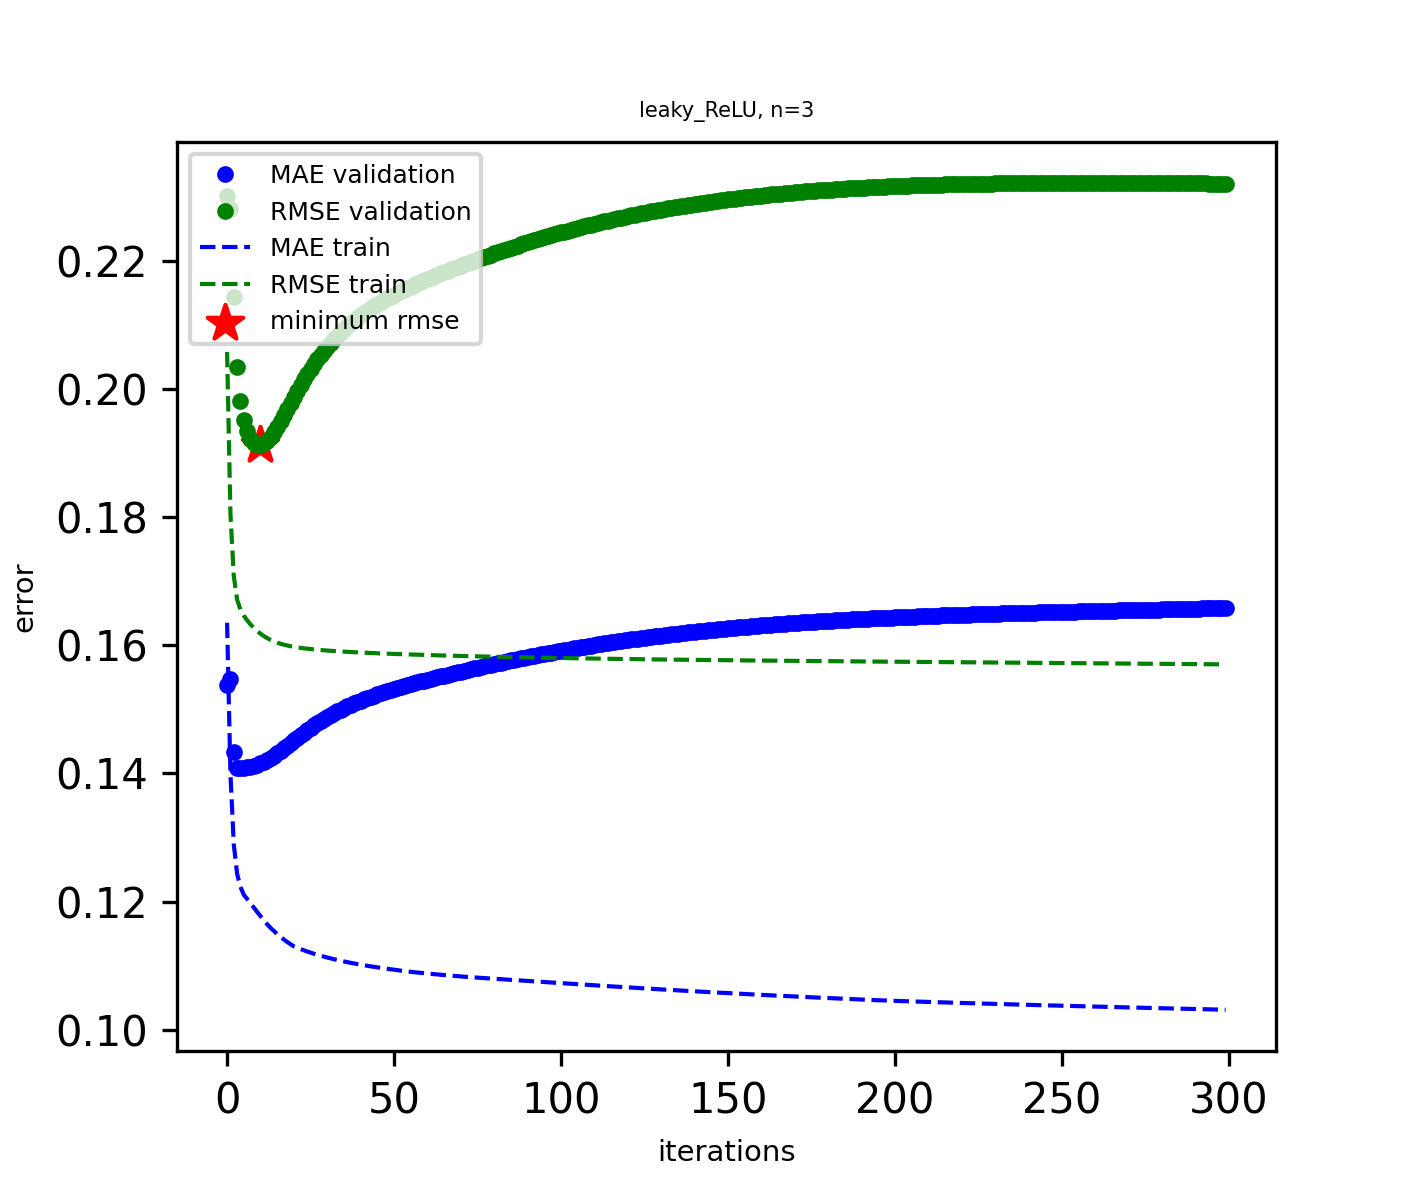 leaky_ReLU, n=3
MAE validation
RMSE validation
MAE train
RMSE train
minimum rmse
error
0.22
0.20
0.18
0.16
0.14
0.12
0.10
0 50 100 150 200 250 300
iterations